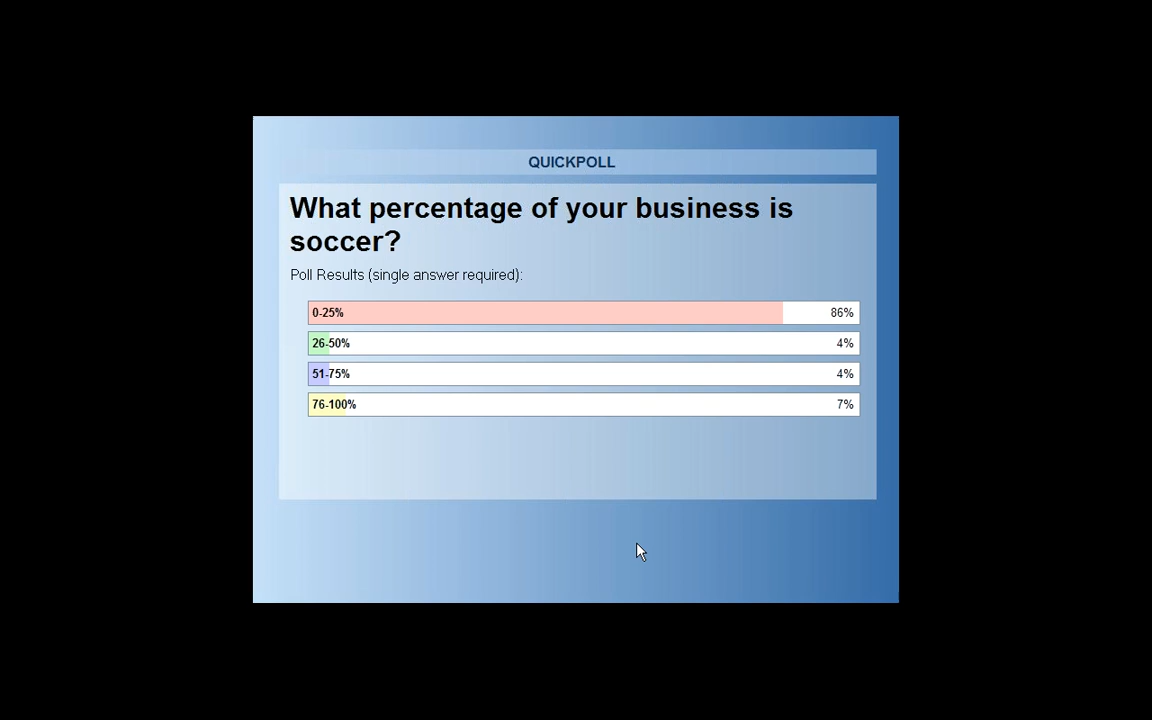 QUICKPOLL
What percentage of your business is
soccer?
Poll Results (single answer required):
0-25% 86%
26-50% 4%
51-75% 4%
76-100% 7%